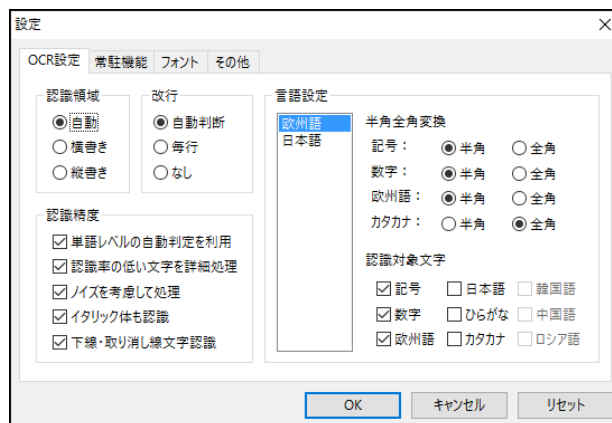 設定
OCR設定 常駐機能 フォント その他
認識領域
自動
横書き
縦書き
改行
自動判断
毎行
なし
認識精度
単語レベルの自動判定を利用
認識率の低い文字を詳細処理
ノイズを考慮して処理
イタリック体も認識
下線・取り消し線文字認識
言語設定
欧州語
日本語
半角全角変換
記号： 半角 全角
数字： 半角 全角
欧州語： 半角 全角
カタカナ： 半角 全角
認識対象文字
記号 日本語 韓国語
数字 ひらがな 中国語
欧州語 カタカナ ロシア語
OK キャンセル リセット